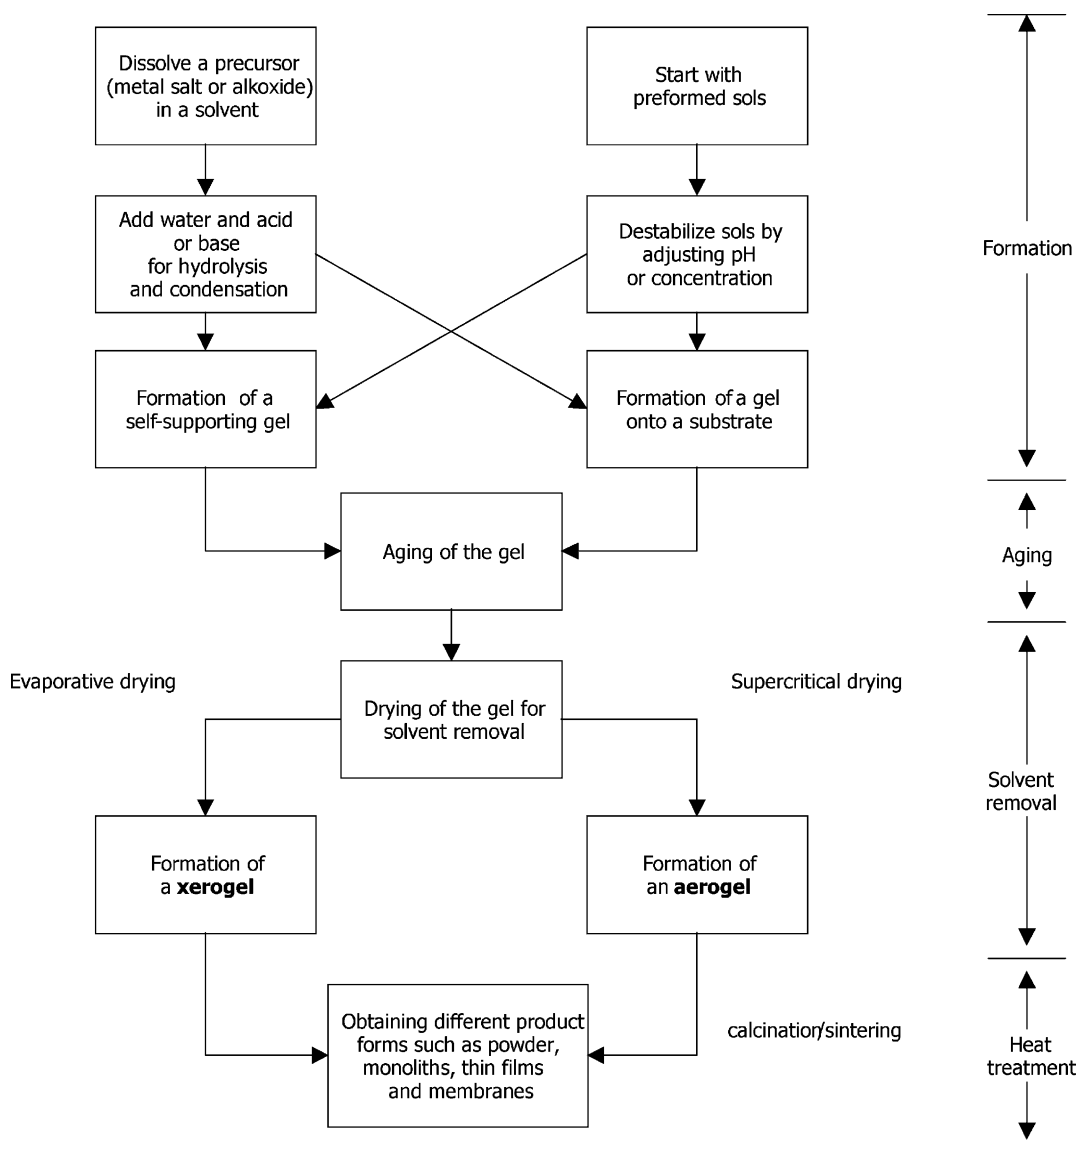 Dissolve a precursor
(metal salt or alkoxide)
in a solvent
Start with
preformed sols
Add water and acid
or base
for hydrolysis
and condensation
Destabilize sols by
adjusting pH
or concentration
Formation
Formation of a
self-supporting gel
Formation of a gel
onto a substrate
Aging of the gel
Aging
Evaporative drying
Drying of the gel for
solvent removal
Supercritical drying
Solvent
removal
Formation of
a xerogel
Formation of
an aerogel
Obtaining different product
forms such as powder,
monoliths, thin films
and membranes
calcination/sintering
Heat
treatment